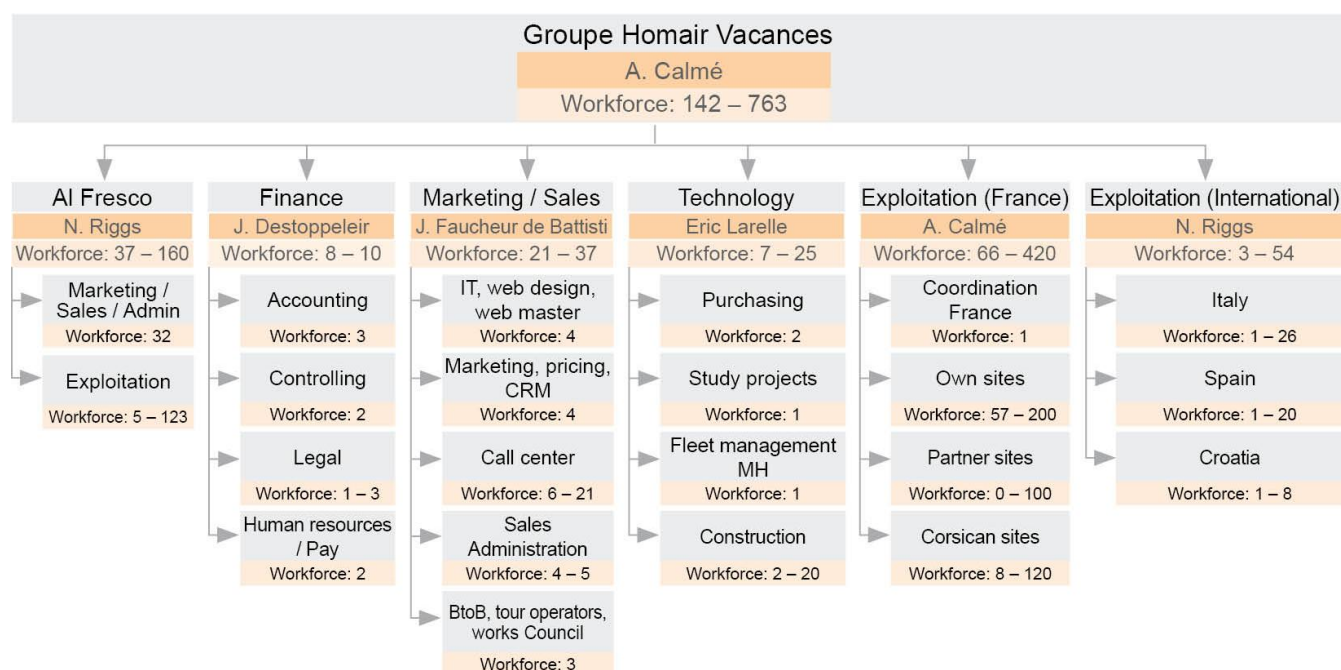 Groupe Homair Vacances
A. Calmé
Workforce: 142 – 763
Al Fresco
N. Riggs
Workforce: 37 – 160
Marketing /
Sales / Admin
Workforce: 32
Exploitation
Workforce: 5 – 123
Finance
J. Destoppeleir
Workforce: 8 – 10
Accounting
Workforce: 3
Controlling
Workforce: 2
Legal
Workforce: 1 – 3
Human resources
/ Pay
Workforce: 2
Marketing / Sales
J. Faucheur de Battisti
Workforce: 21 – 37
IT, web design,
web master
Workforce: 4
Marketing, pricing,
CRM
Workforce: 4
Call center
Workforce: 6 – 21
Sales
Administration
Workforce: 4 – 5
BtoB, tour operators,
works Council
Workforce: 3
Technology
Eric Larelle
Workforce: 7 – 25
Purchasing
Workforce: 2
Study projects
Workforce: 1
Fleet management
MH
Workforce: 1
Construction
Workforce: 2 – 20
Exploitation (France)
A. Calmé
Workforce: 66 – 420
Coordination
France
Workforce: 1
Own sites
Workforce: 57 – 200
Partner sites
Workforce: 0 – 100
Corsican sites
Workforce: 8 – 120
Exploitation (International)
N. Riggs
Workforce: 3 – 54
Italy
Workforce: 1 – 26
Spain
Workforce: 1 – 20
Croatia
Workforce: 1 – 8